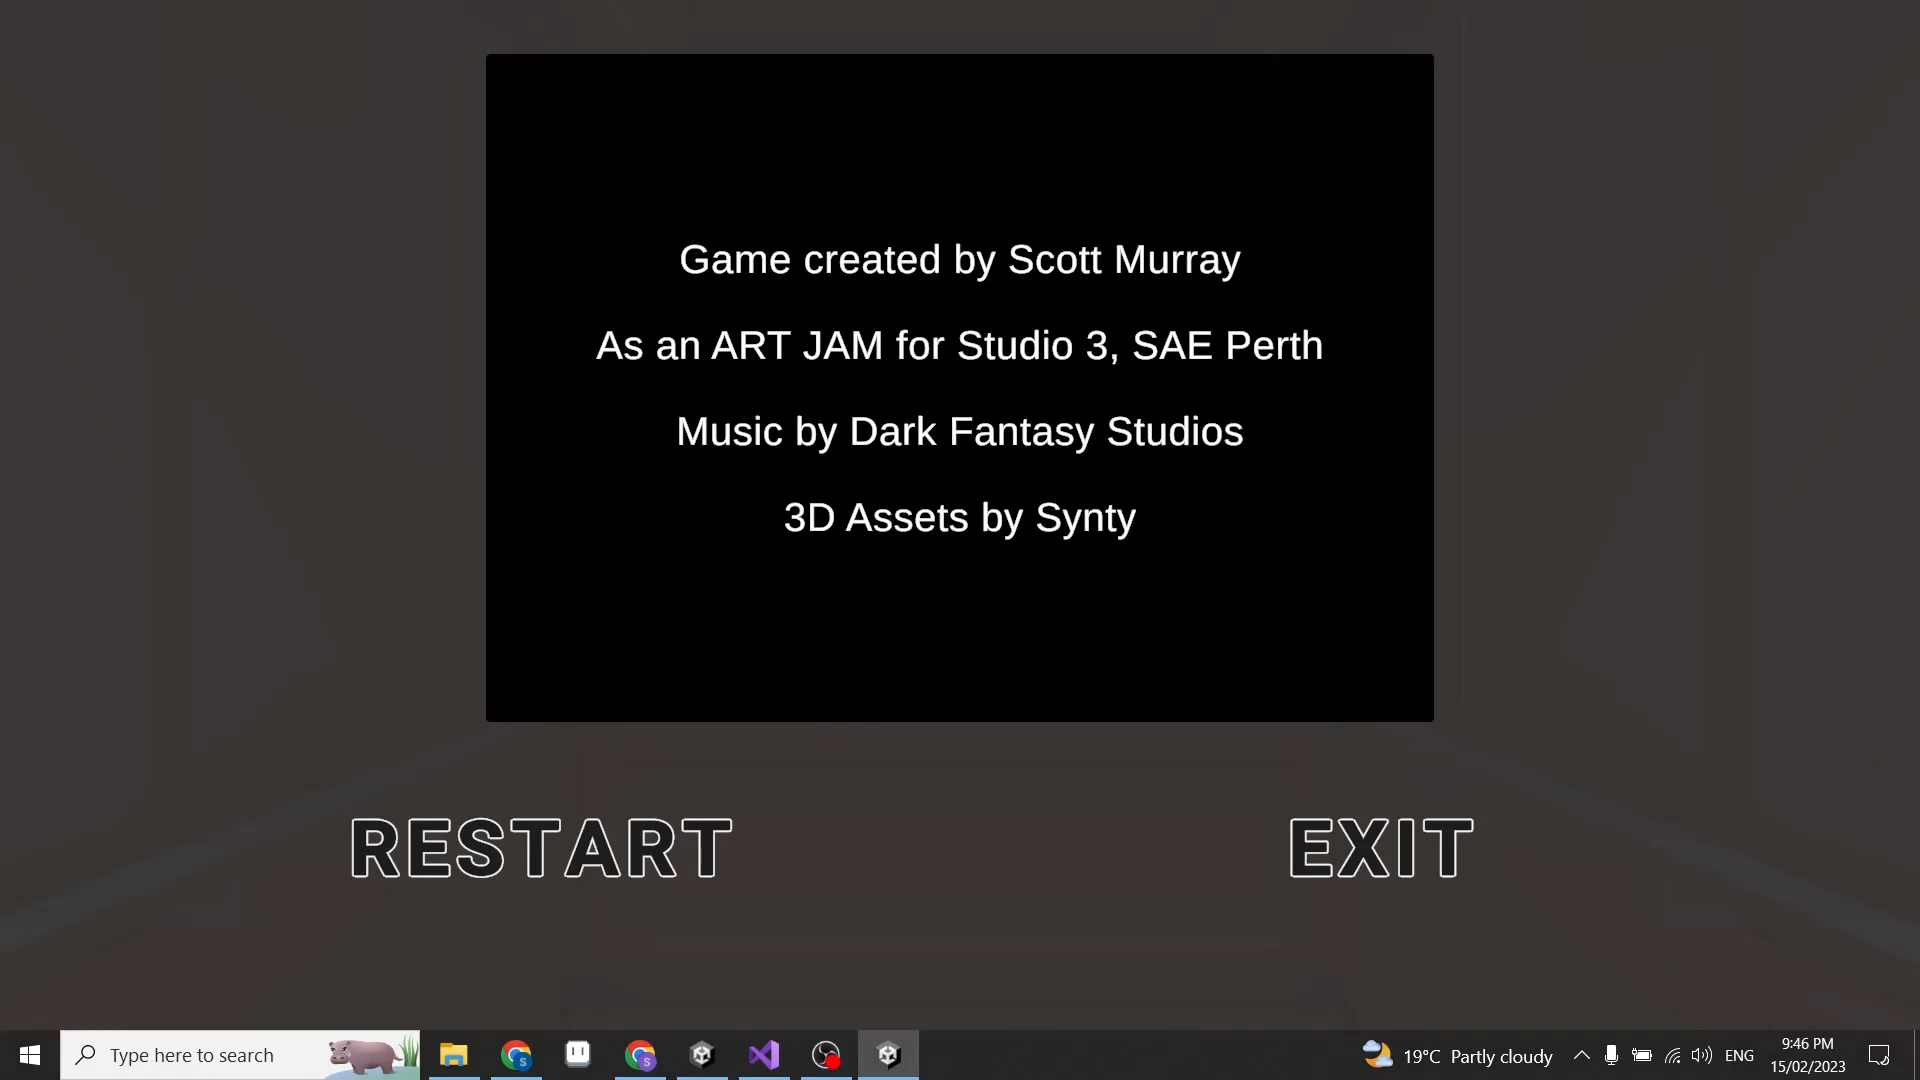 Game created by Scott Murray
As an ART JAM for Studio 3, SAE Perth
Music by Dark Fantasy Studios
3D Assets by Synty
RESTART
EXIT
Type here to search
S
S
19°C Partly cloudy
ENG
9:46 PM
15/02/2023